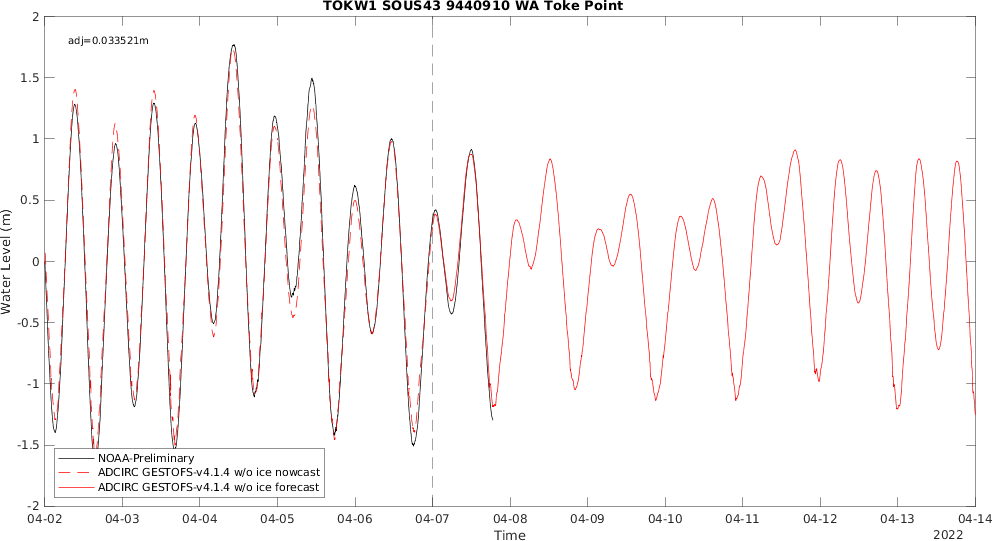 TOKW1 SOUS43 9440910 WA Toke Point
adj=0.033521m
2
1.5
1
0.5
0
-0.5
-1
-1.5
-2
Water Level (m)
NOAA-Preliminary
ADCIRC GESTOFS-v4.1.4 w/o ice nowcast
ADCIRC GESTOFS-v4.1.4 w/o ice forecast
04-02 04-03 04-04 04-05 04-06 04-07 04-08 04-09 04-10 04-11 04-12 04-13 04-14
Time
2022